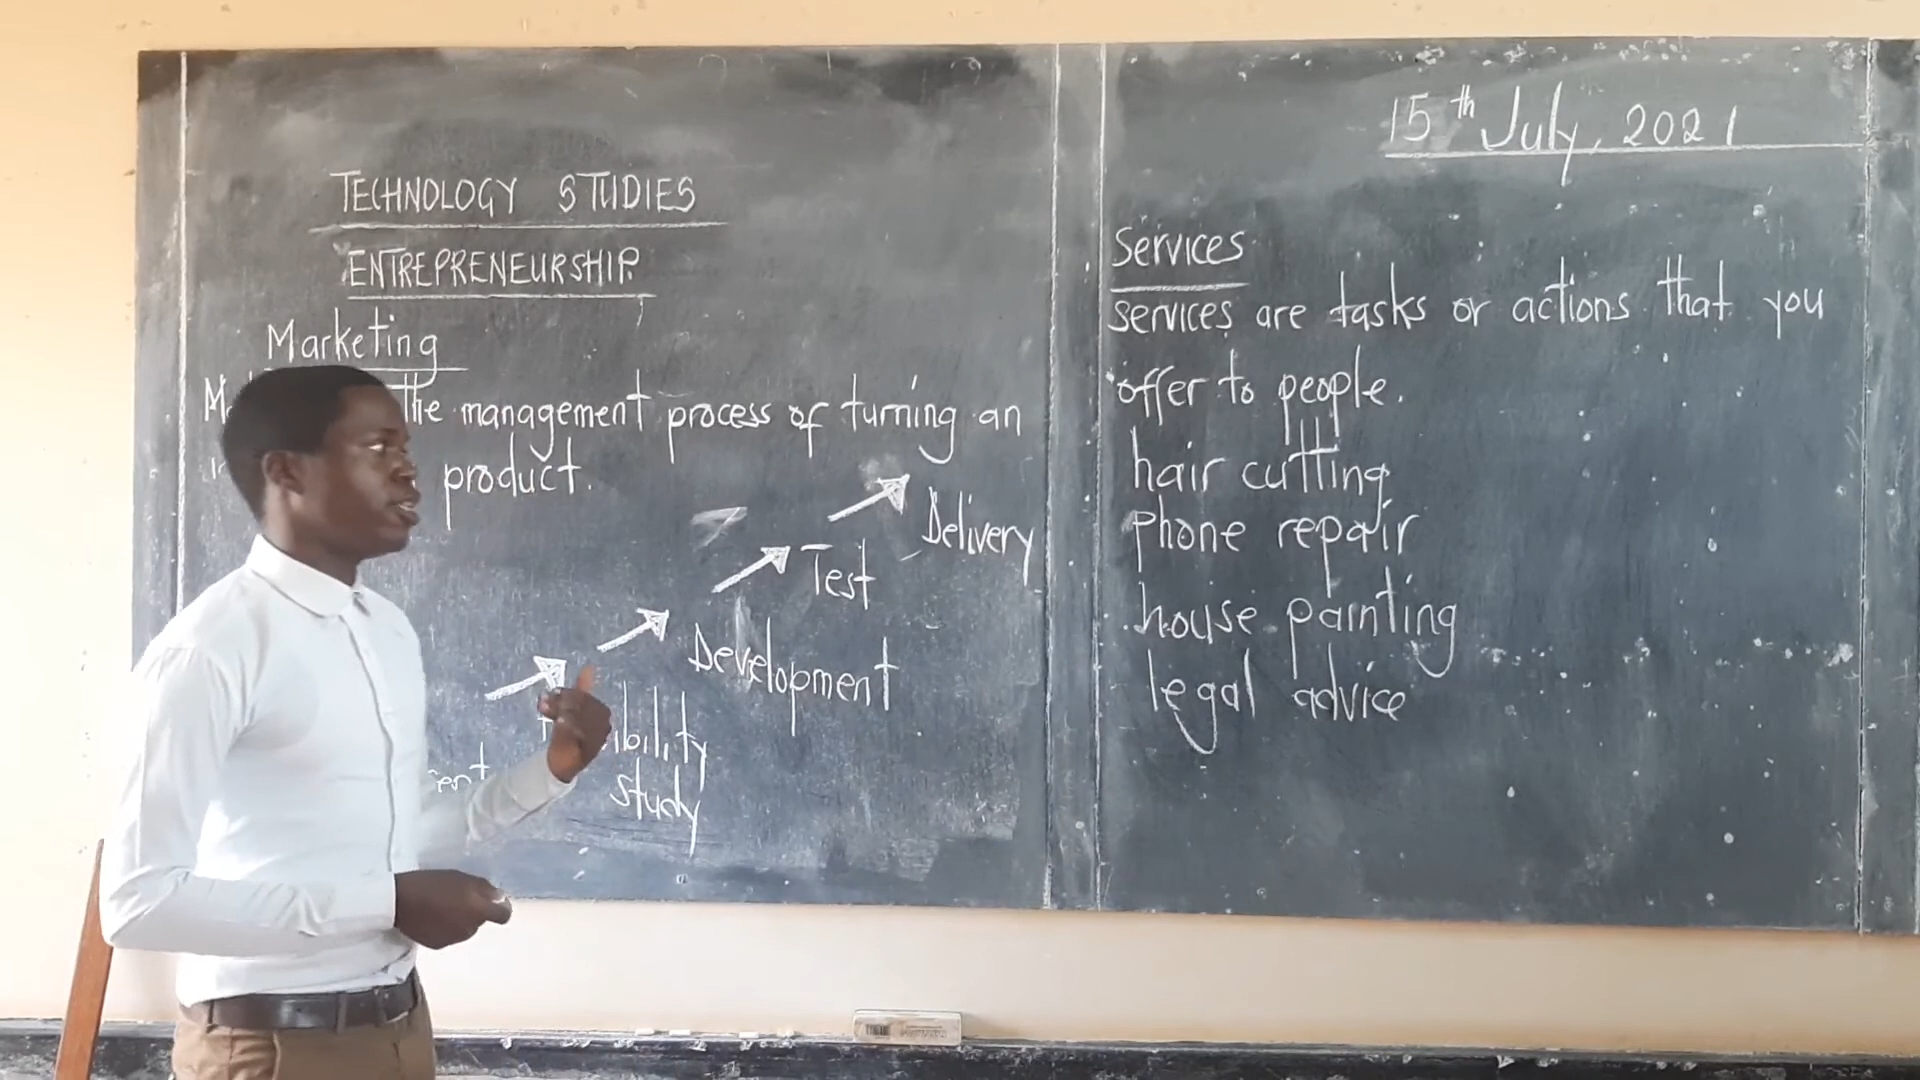 TECHNOLOGY STUDIES
ENTREPRENEURSHIP
Marketing
the management process of turning an
product.
Delivery
Test
Development
study
15th July, 2021
Services
Services are tasks or actions that you
offer to people.
hair cutting
phone repair
house painting
legal advice